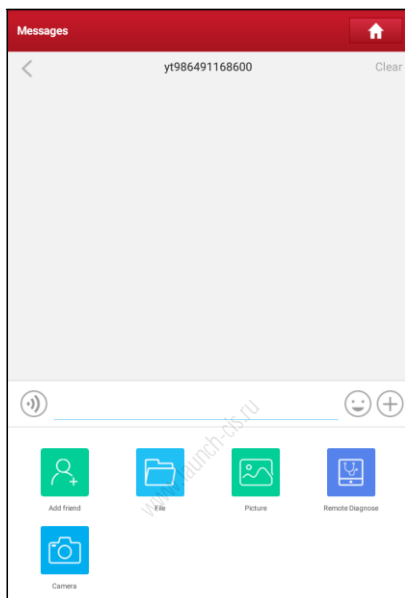 Messages
yt986491168600
Clear
www.launch-cis.ru
Add friend
File
Picture
Remote Diagnose
Camera